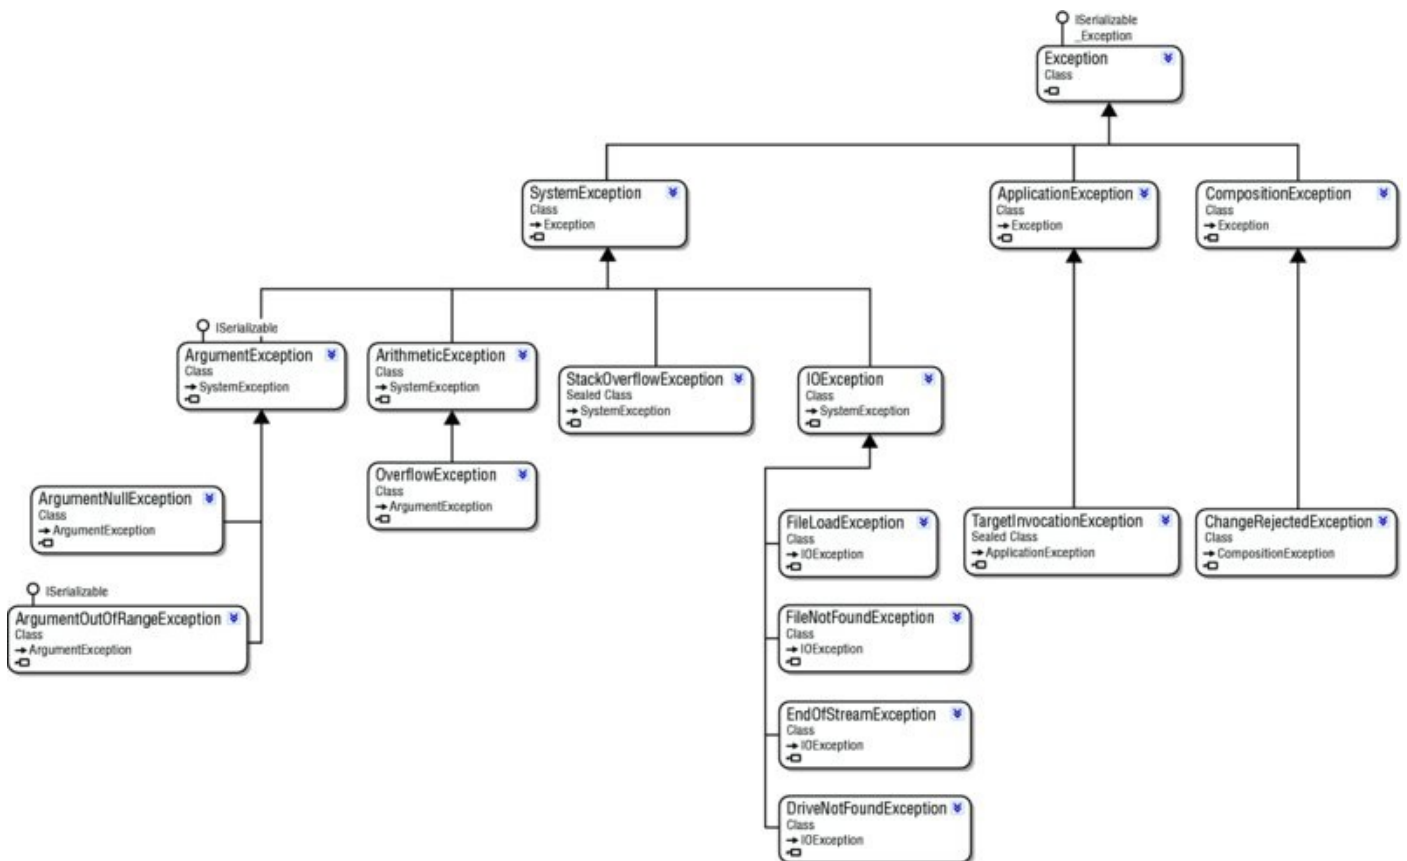 ISerializable
_Exception
Exception
Class
SystemException
Class
Exception
ApplicationException
Class
Exception
CompositionException
Class
Exception
ISerializable
ArgumentException
Class
SystemException
ArithmeticException
Class
SystemException
StackOverflowException
Sealed Class
SystemException
IOException
Class
SystemException
OverflowException
Class
ArgumentException
ArgumentNullException
Class
ArgumentException
ISerializable
ArgumentOutOfRangeException
Class
ArgumentException
FileLoadException
Class
IOException
TargetInvocationException
Sealed Class
ApplicationException
ChangeRejectedException
Class
CompositionException
FileNotFoundException
Class
IOException
EndOfStreamException
Class
IOException
DriveNotFoundException
Class
IOException